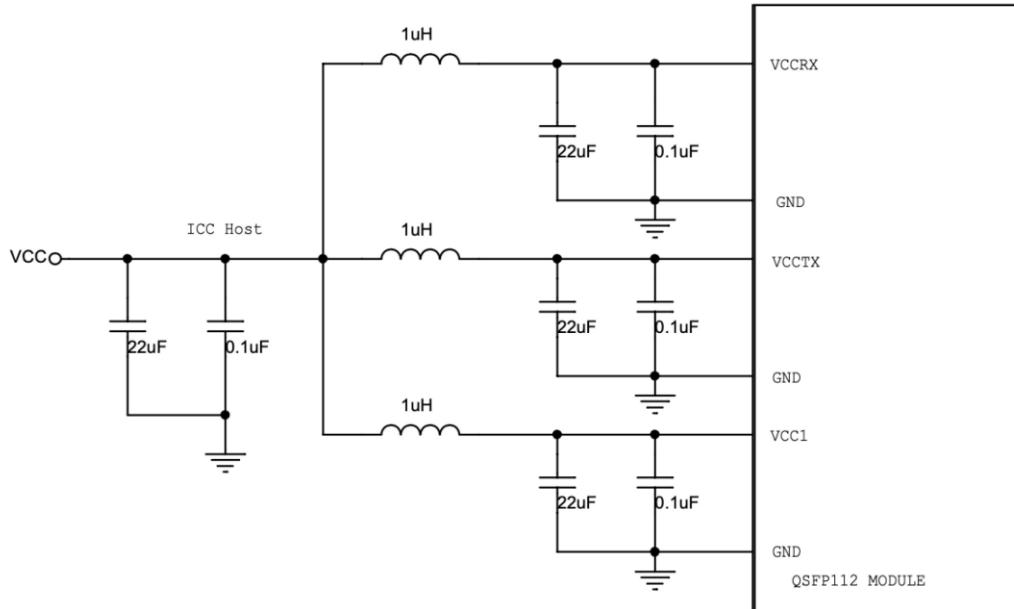 1uH
VCCRX
22uF
0.1uF
GND
ICC Host
1uH
VCC
VCCTX
22uF
0.1uF
22uF
0.1uF
GND
1uH
VCC1
22uF
0.1uF
GND
QSFP112 MODULE